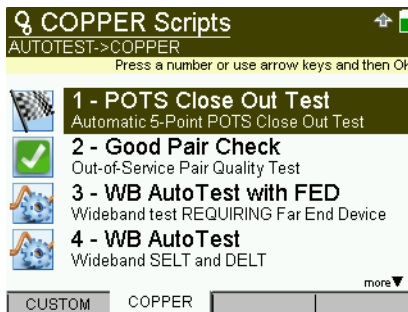 COPPER Scripts
AUTOTEST->COPPER
Press a number or use arrow keys and then
1 - POTS Close Out Test
Automatic 5-Point POTS Close Out Test
2 - Good Pair Check
Out-of-Service Pair Quality Test
3 - WB AutoTest with FED
Wideband test REQUIRING Far End Device
4 - WB AutoTest
Wideband SELT and DELT
more▼
CUSTOM COPPER